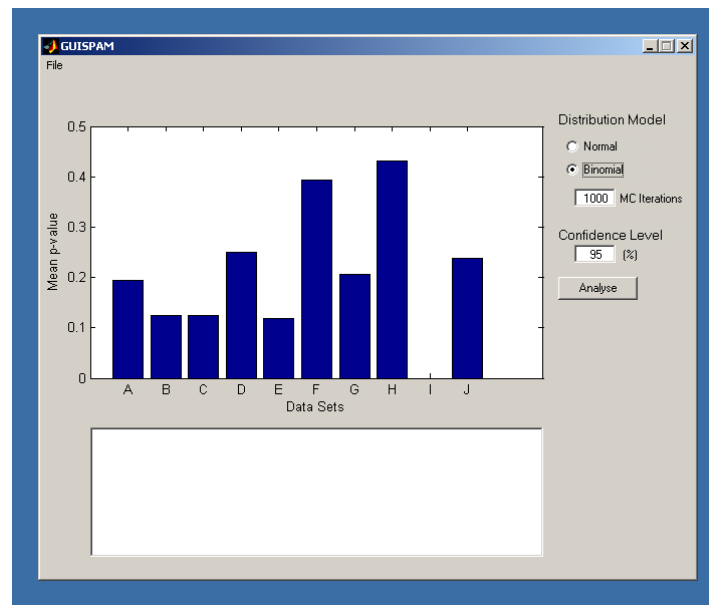 GUISPAM
File
Distribution Model
Normal
Binomial
1000 MC Iterations
Confidence Level
95 (%)
Analyse
0.5
0.4
0.3
0.2
0.1
0
Mean p-value
A B C D E F G H I J
Data Sets